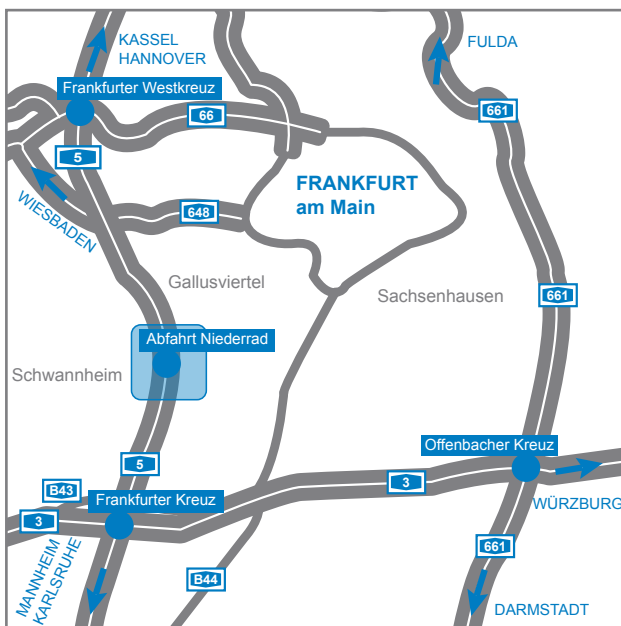 KASSEL
HANNOVER
FULDA
Frankfurter Westkreuz
66
661
5
FRANKFURT
am Main
WIESBADEN
648
Gallusviertel
Sachsenhausen
661
Abfahrt Niederrad
Schwannheim
Offenbacher Kreuz
5
3
B43
Frankfurter Kreuz
WÜRZBURG
3
661
MANNHEIM
KARLSRUHE
B44
DARMSTADT